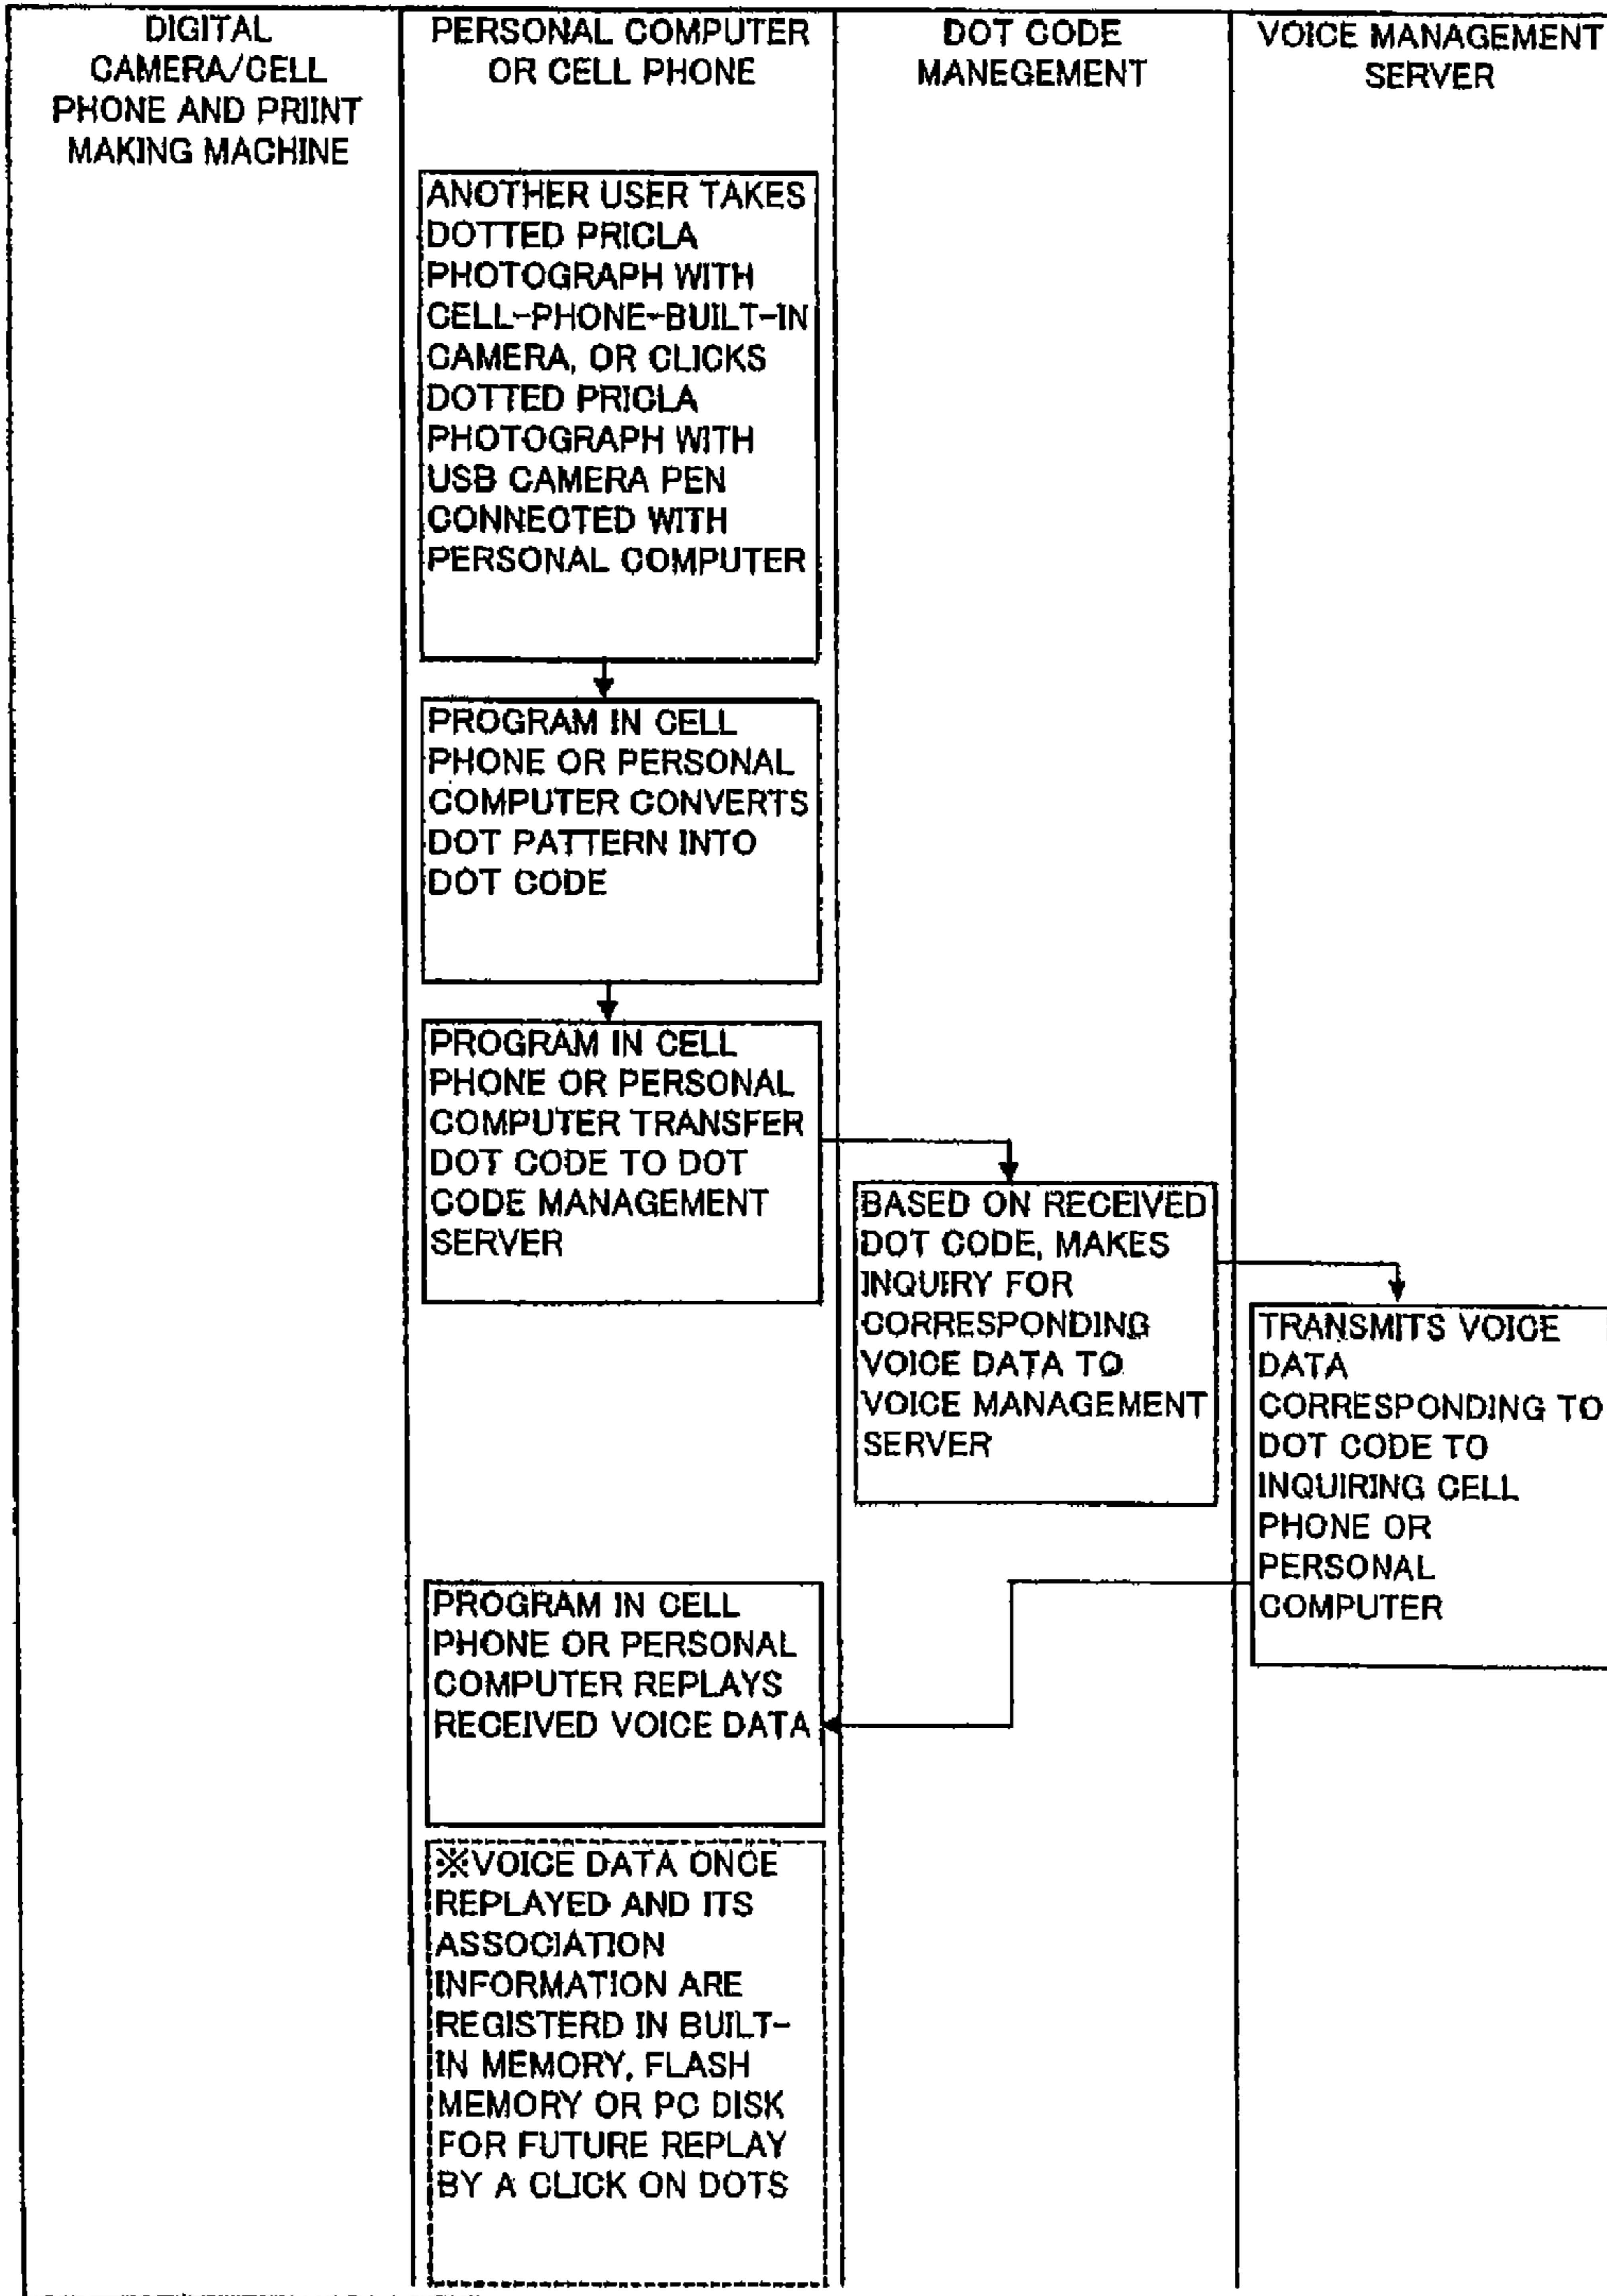 DIGITAL
CAMERA/CELL
PHONE AND PRIINT
MAKING MACHINE
PERSONAL COMPUTER
OR CELL PHONE
DOT CODE
MANEGEMENT
VOICE MANAGEMENT
SERVER
ANOTHER USER TAKES
DOTTED PRICLA
PHOTOGRAPH WITH
CELL-PHONE-BUILT-IN
CAMERA, OR CLICKS
DOTTED PRICLA
PHOTOGRAPH WITH
USB CAMERA PEN
CONNECTED WITH
PERSONAL COMPUTER
PROGRAM IN CELL
PHONE OR PERSONAL
COMPUTER CONVERTS
DOT PATTERN INTO
DOT CODE
PROGRAM IN CELL
PHONE OR PERSONAL
COMPUTER TRANSFER
DOT CODE TO DOT
CODE MANAGEMENT
SERVER
BASED ON RECEIVED
DOT CODE, MAKES
INQUIRY FOR
CORRESPONDING
VOICE DATA TO
VOICE MANAGEMENT
SERVER
TRANSMITS VOICE
DATA
CORRESPONDING TO
DOT CODE TO
INQUIRING CELL
PHONE OR
PERSONAL
COMPUTER
PROGRAM IN CELL
PHONE OR PERSONAL
COMPUTER REPLAYS
RECEIVED VOICE DATA
※VOICE DATA ONCE
REPLAYED AND ITS
ASSOCIATION
INFORMATION ARE
REGISTERD IN BUILT-
IN MEMORY, FLASH
MEMORY OR PC DISK
FOR FUTURE REPLAY
BY A CLICK ON DOTS